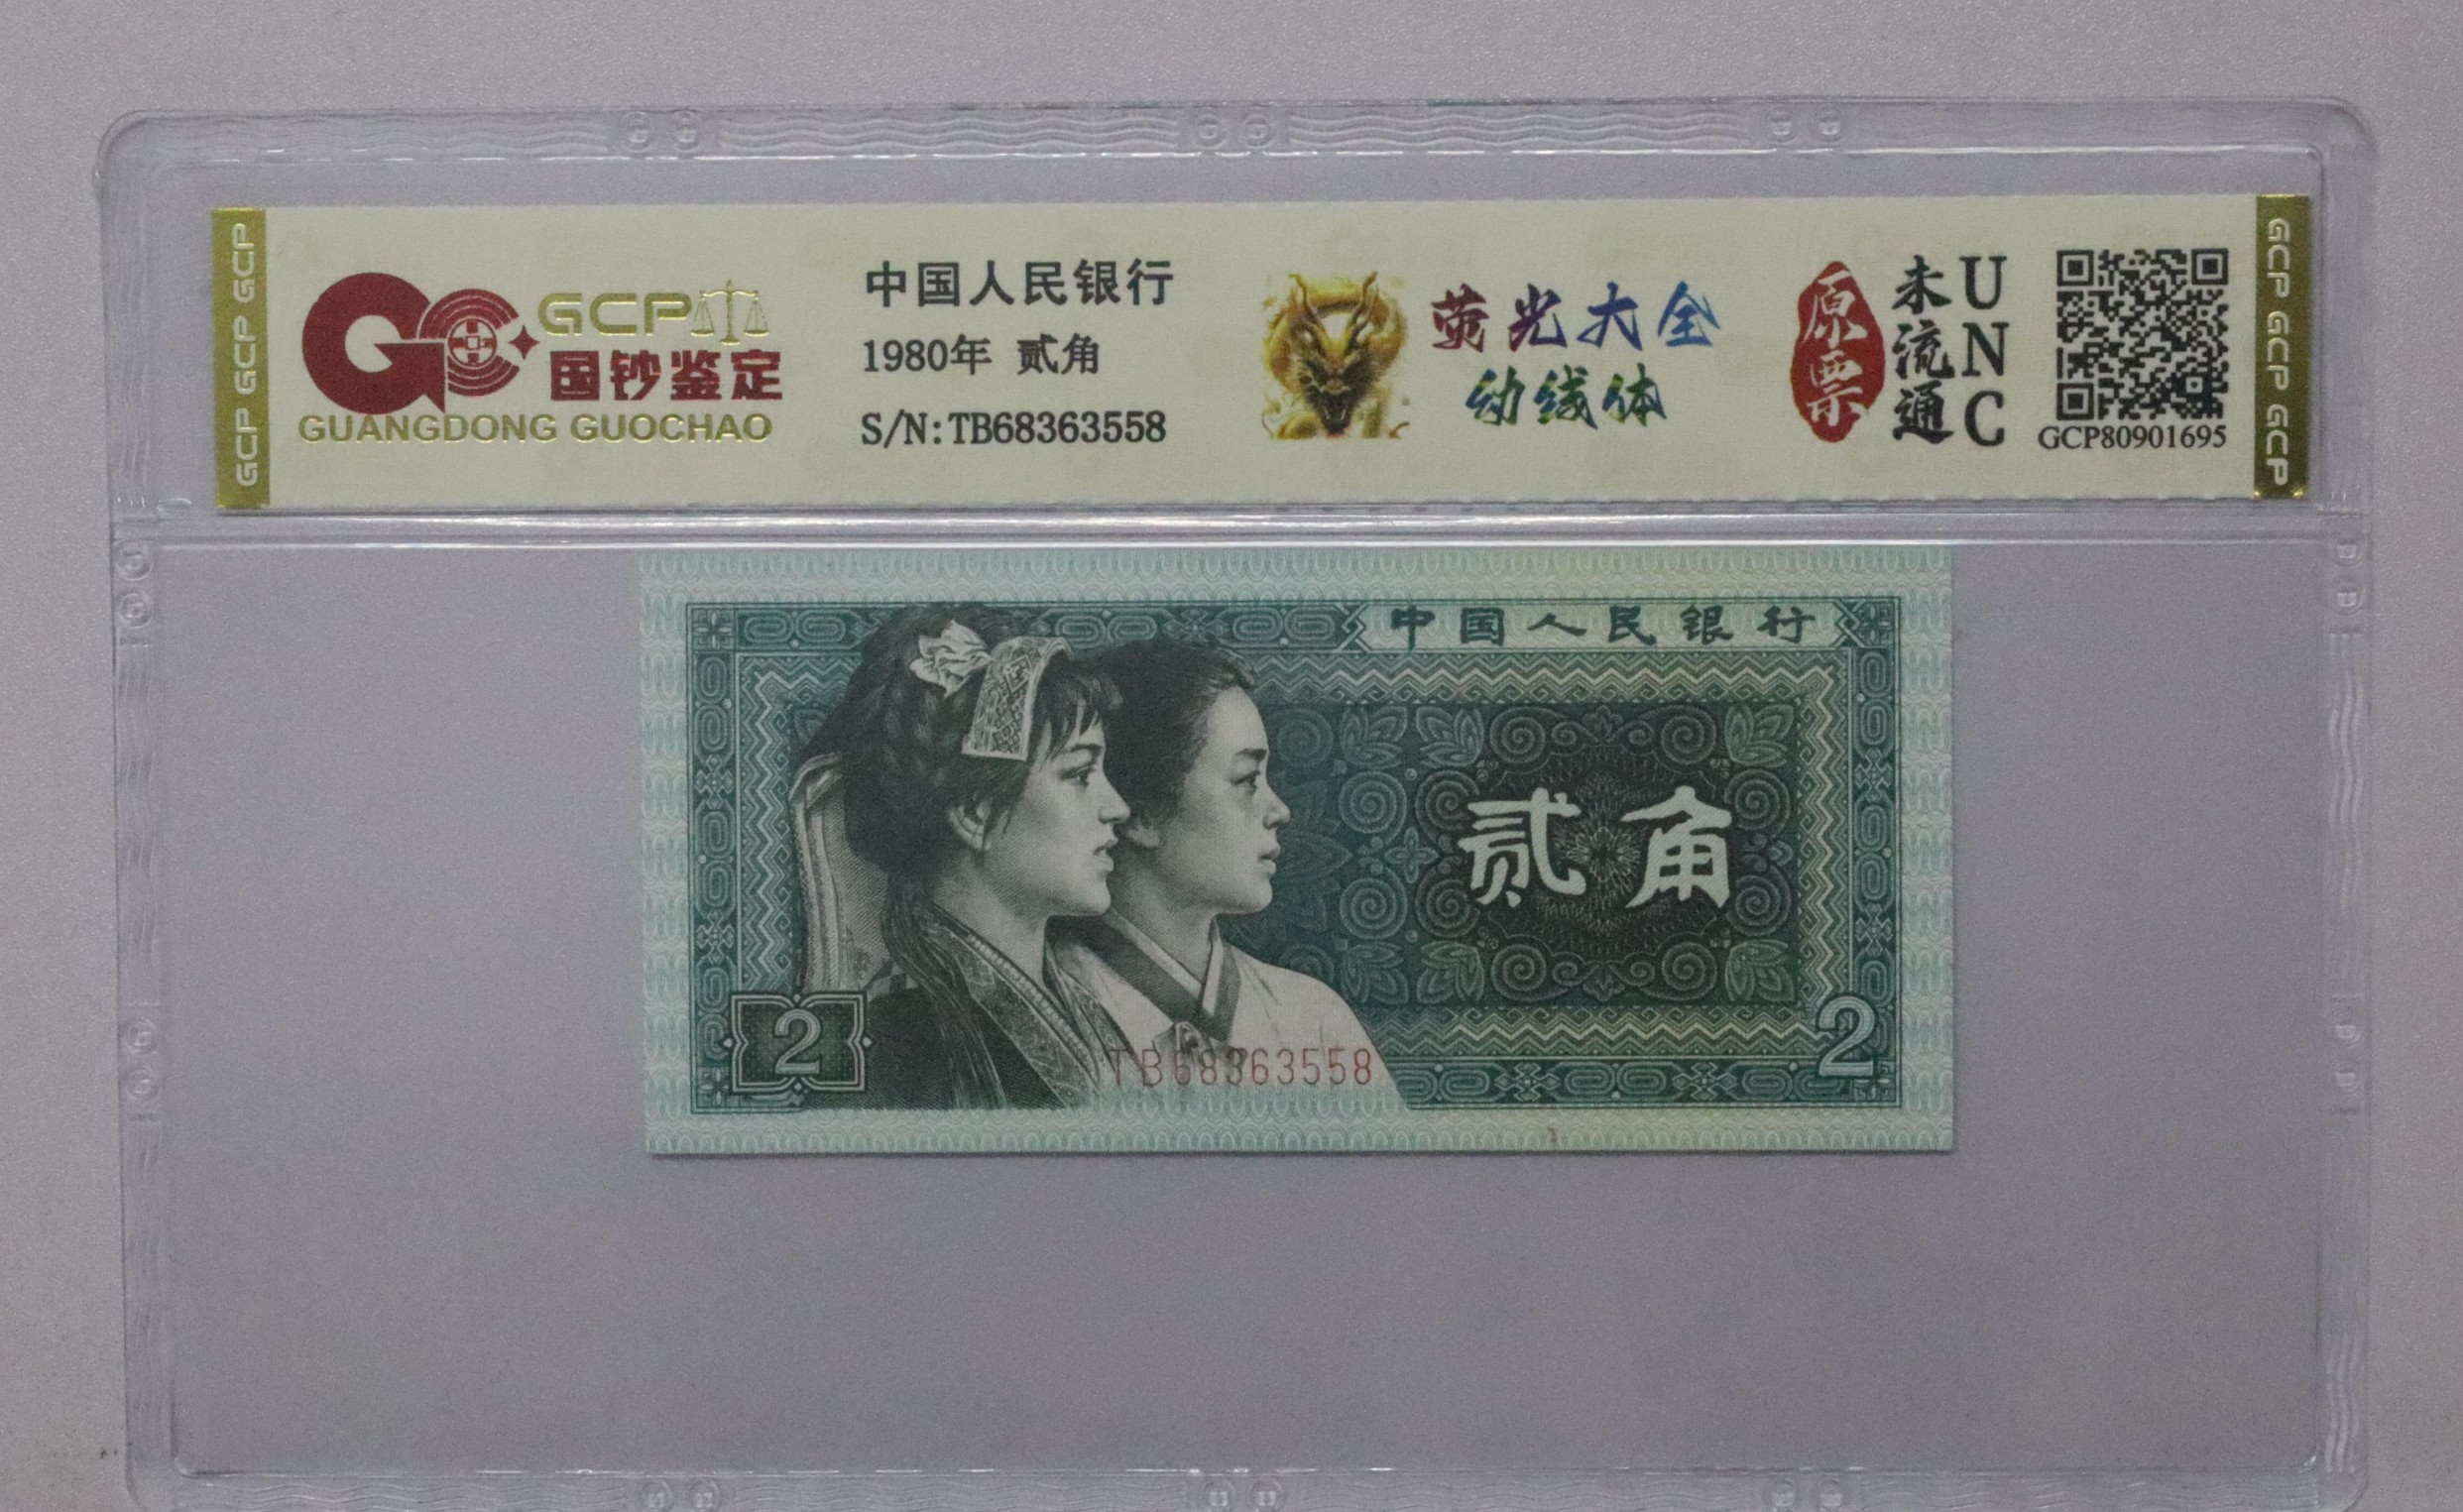 GCP GCP GCP
GCP
国钞鉴定
GUANGDONG GUOCHAO
中国人民银行
1980年 贰角
S/N:TB68363558
荧光大全
幼线体
原票
未流通
UNC
GCP80901695
GCP GCP GCP
中国人民银行
贰角
2
2
TB68363558